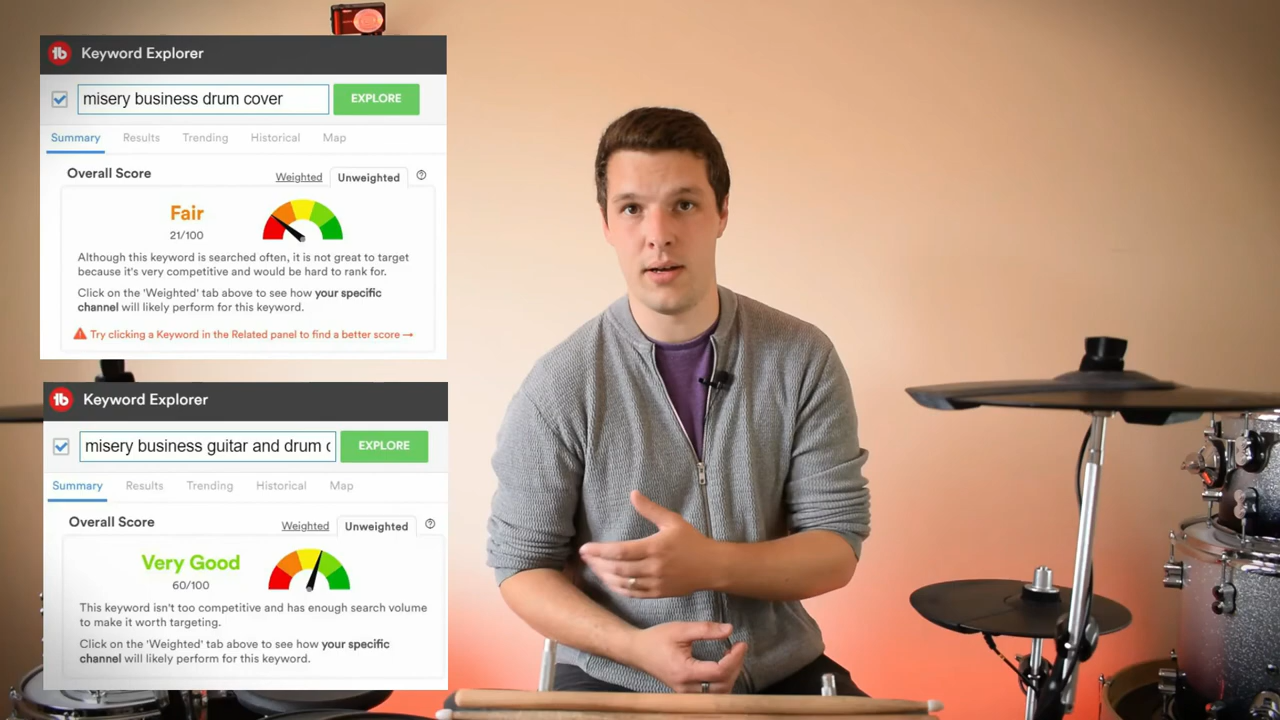 tb Keyword Explorer
misery business drum cover
EXPLORE
Summary Results Trending Historical Map
Overall Score
Weighted Unweighted ?
Fair
21/100
Although this keyword is searched often, it is not great to target
because it's very competitive and would be hard to rank for.
Click on the 'Weighted' tab above to see how your specific
channel will likely perform for this keyword.
Try clicking a Keyword in the Related panel to find a better score →
tb Keyword Explorer
misery business guitar and drum c
EXPLORE
Summary Results Trending Historical Map
Overall Score
Weighted Unweighted ?
Very Good
60/100
This keyword isn't too competitive and has enough search volume
to make it worth targeting.
Click on the 'Weighted' tab above to see how your specific
channel will likely perform for this keyword.